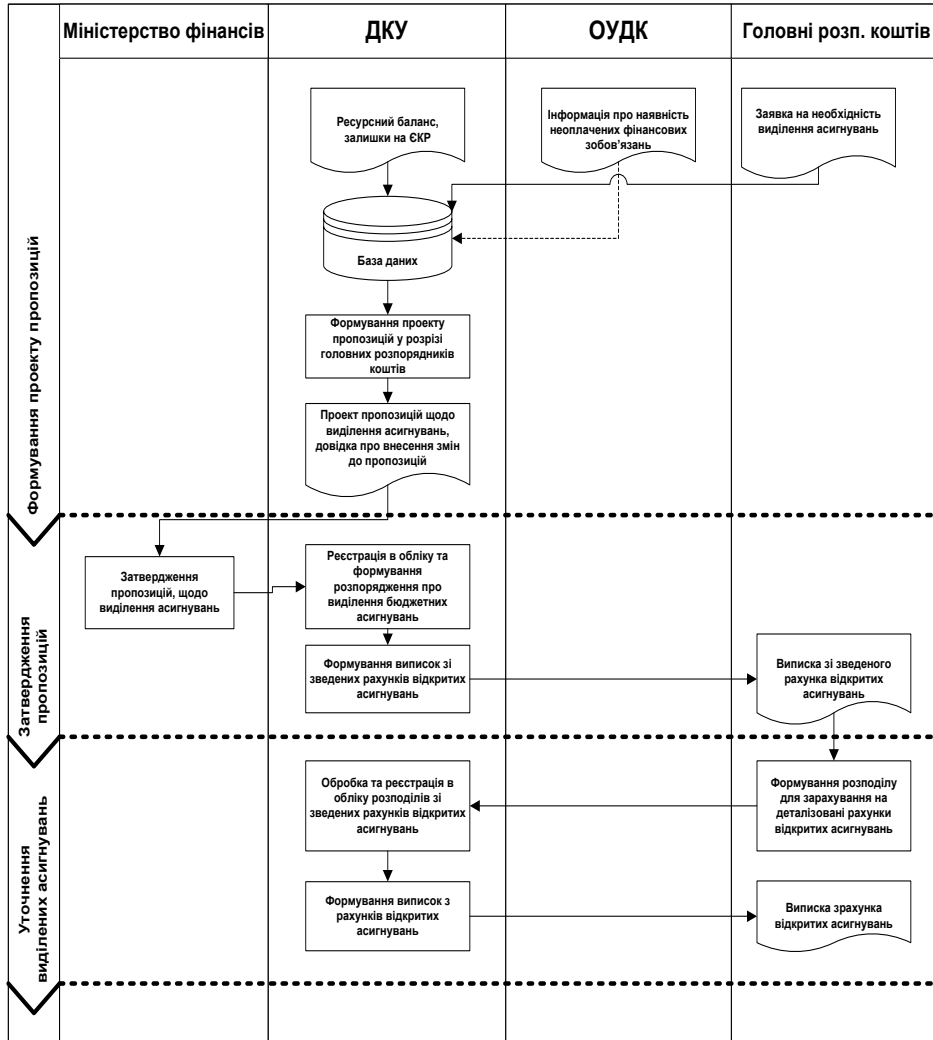 Міністерство фінансів
ДКУ
ОУДК
Головні розп. коштів
Формування проекту пропозицій
Ресурсний баланс,
залишки на ЄКР
Інформація про наявність
неоплачених фінансових
зобов'язань
Заявка на необхідність
виділення асигнувань
База даних
Формування проекту
пропозицій у розрізі
головних розпорядників
коштів
Проект пропозицій щодо
виділення асигнувань,
довідка про внесення змін
до пропозицій
Затвердження
пропозицій
Затвердження
пропозицій, щодо
виділення асигнувань
Реєстрація в обліку та
формування
розпорядження про
виділення бюджетних
асигнувань
Формування виписок зі
зведених рахунків відкритих
асигнувань
Виписка зі зведеного
рахунка відкритих
асигнувань
Уточнення
виділених асигнувань
Обробка та реєстрація в
обліку розподілів зі
зведених рахунків відкритих
асигнувань
Формування розподілу
для зарахування на
деталізовані рахунки
відкритих асигнувань
Формування виписок з
рахунків відкритих
асигнувань
Виписка зрахунка
відкритих асигнувань